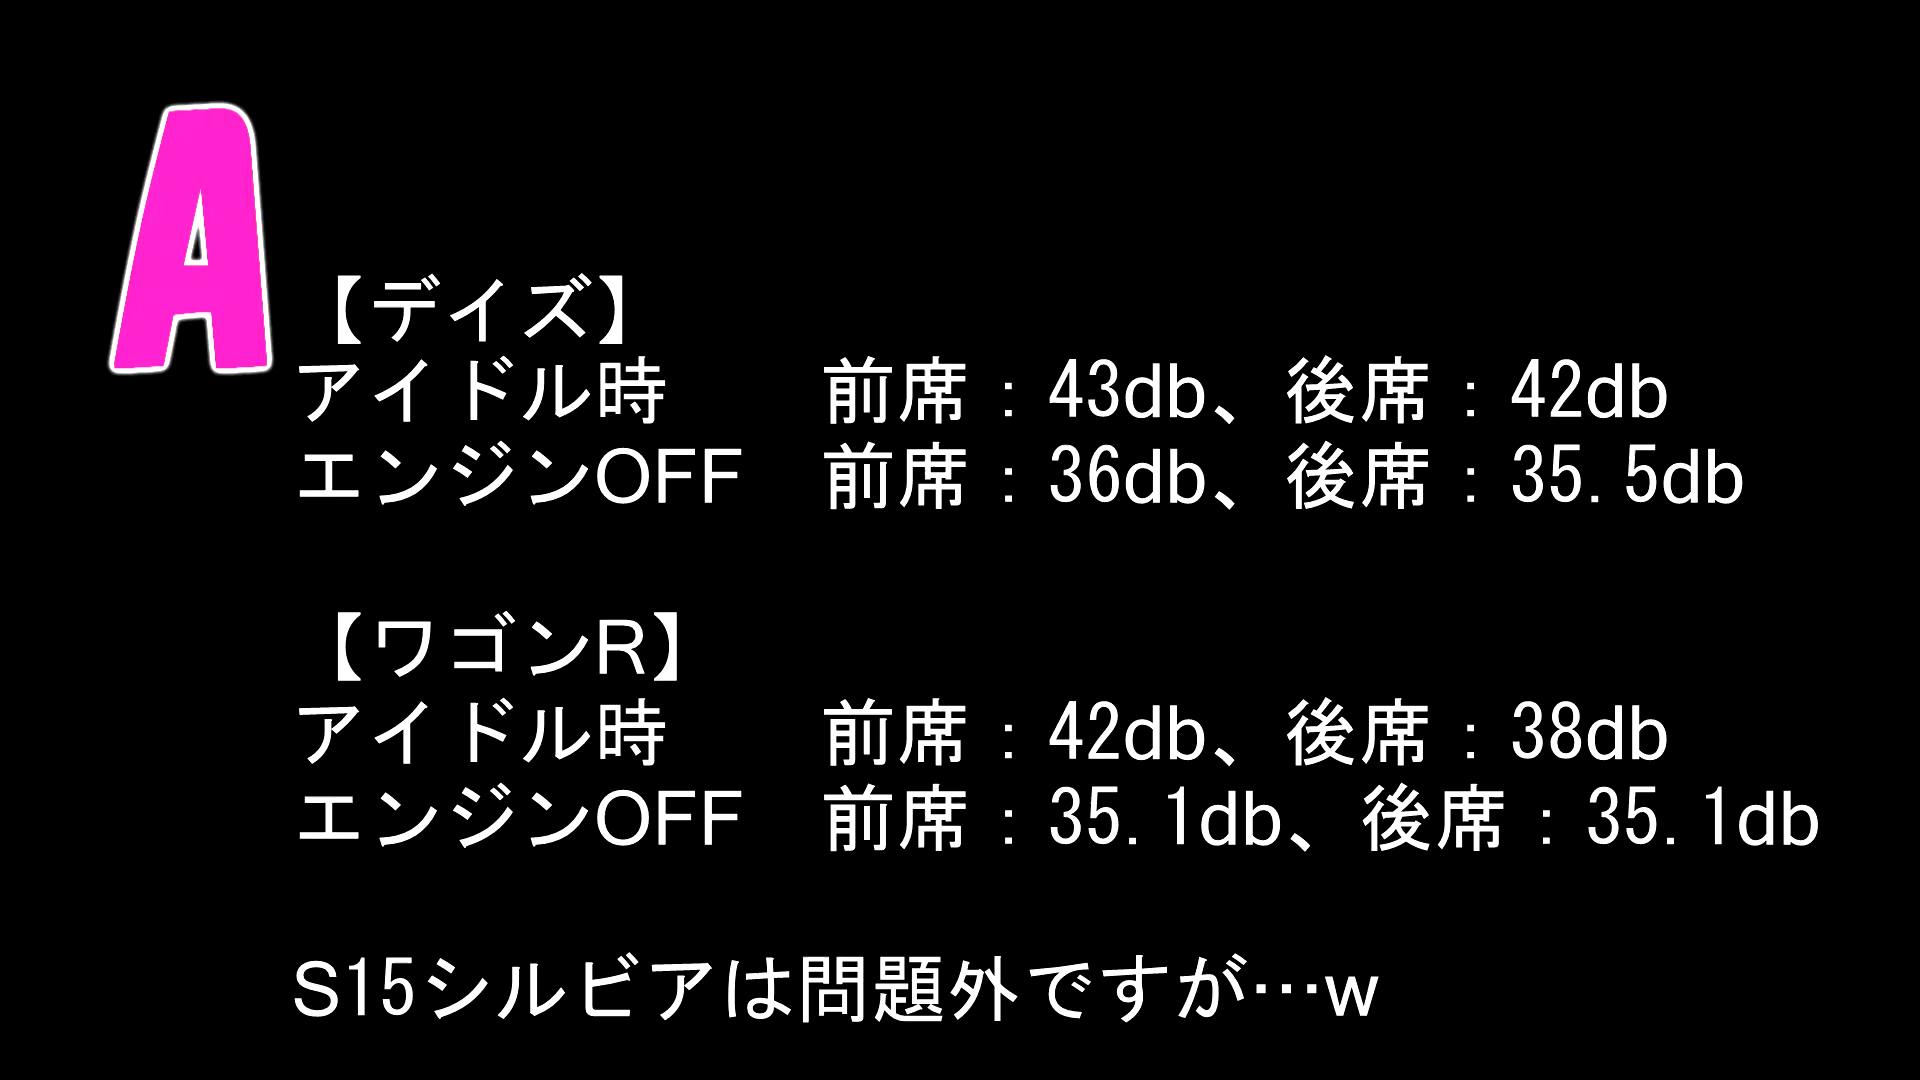 A
【デイズ】
アイドル時　　前席：43db、後席：42db
エンジンOFF　前席：36db、後席：35.5db
【ワゴンR】
アイドル時　　前席：42db、後席：38db
エンジンOFF　前席：35.1db、後席：35.1db
S15シルビアは問題外ですが…w